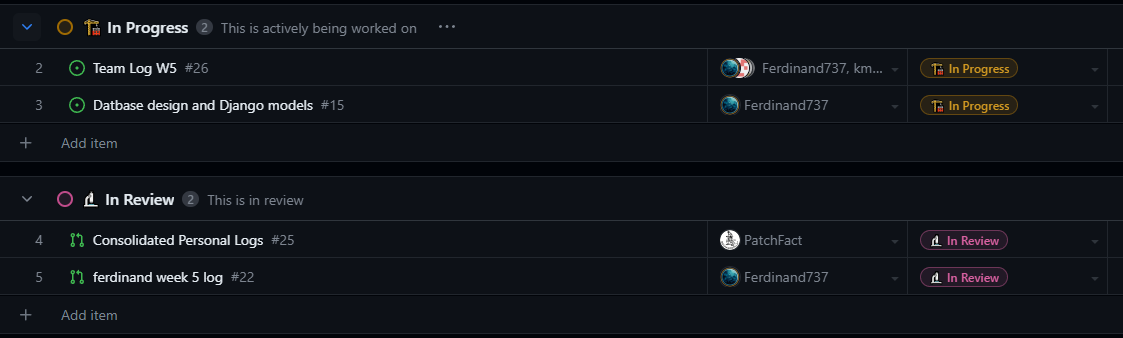 In Progress 2 This is actively being worked on ...
2 Team Log W5 #26 Ferdinand737, km... In Progress
3 Datbase design and Django models #15 Ferdinand737 In Progress
+ Add item
In Review 2 This is in review
4 Consolidated Personal Logs #25 PatchFact In Review
5 ferdinand week 5 log #22 Ferdinand737 In Review
+ Add item